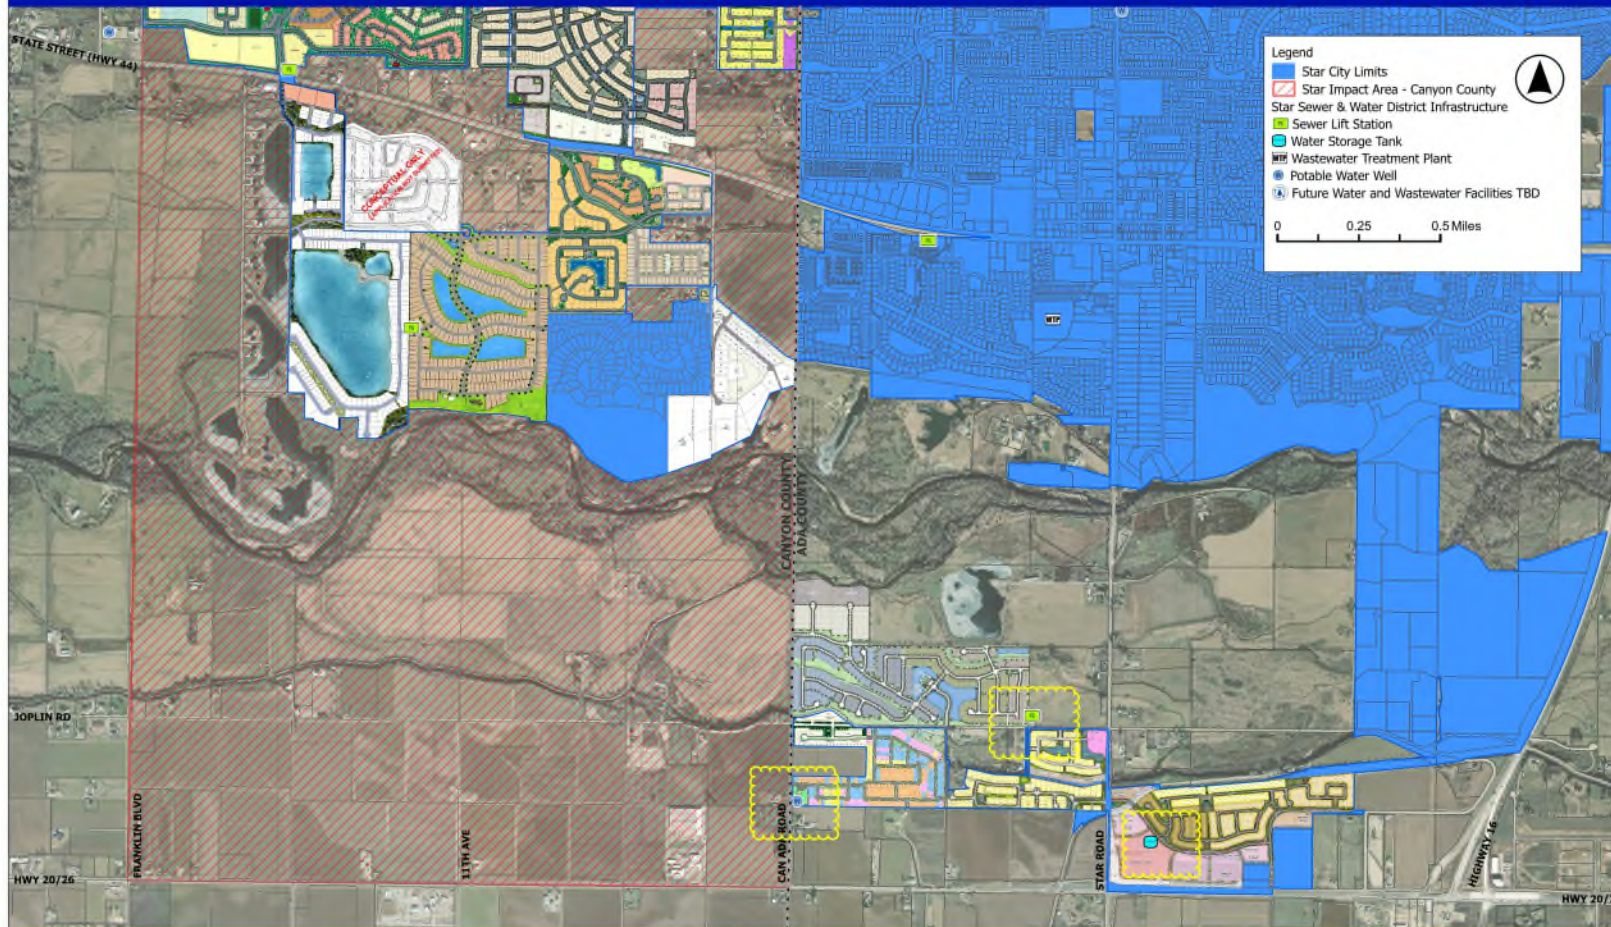 STATE STREET (HWY 44)
Legend
Star City Limits
Star Impact Area - Canyon County
Star Sewer & Water District Infrastructure
Sewer Lift Station
Water Storage Tank
WTP Wastewater Treatment Plant
Potable Water Well
Future Water and Wastewater Facilities TBD
0 0.25 0.5 Miles
CONCEPTUAL ONLY
WTP
CANYON COUNTY
ADA COUNTY
JOPLIN RD
FRANKLIN BLVD
11TH AVE
CAN ADA ROAD
STAR ROAD
HIGHWAY 16
HWY 20/26
HWY 20/